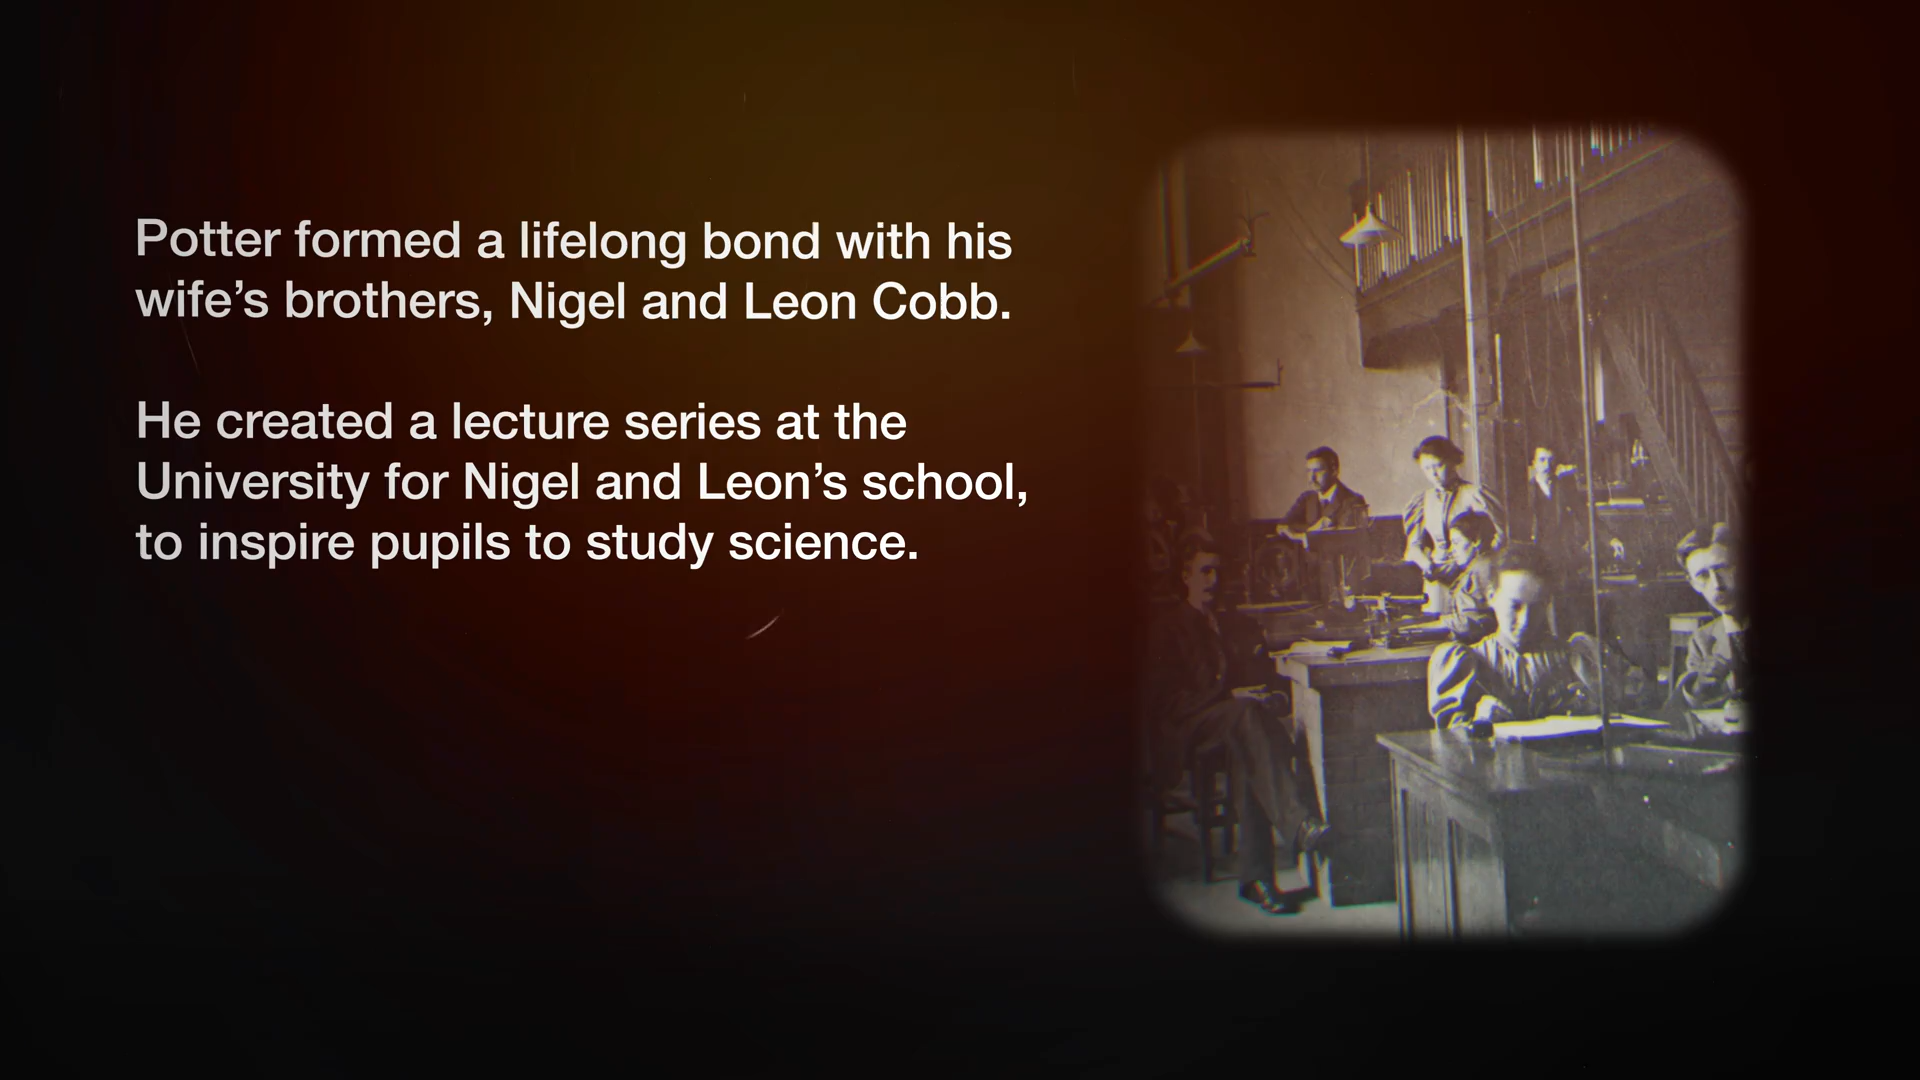 Potter formed a lifelong bond with his
wife’s brothers, Nigel and Leon Cobb.
He created a lecture series at the
University for Nigel and Leon’s school,
to inspire pupils to study science.